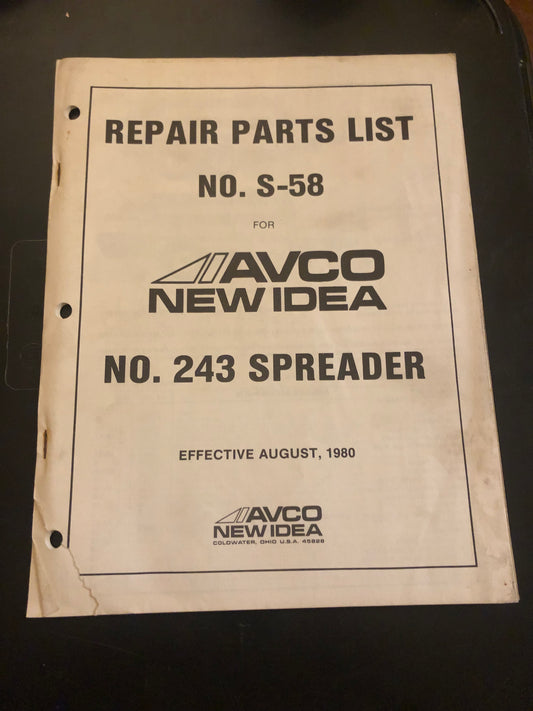 REPAIR PARTS LIST
NO. S-58
FOR
AVCO
NEW IDEA
NO. 243 SPREADER
EFFECTIVE AUGUST, 1980
AVCO
NEW IDEA
COLDWATER, OHIO U.S.A. 45828